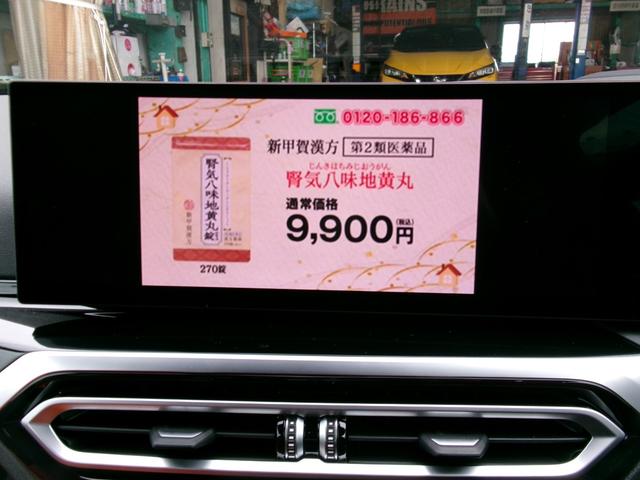 0120-186-866
新甲賀漢方 第2類医薬品
じんきはちみじおうがん
腎気八味地黄丸
通常価格
9,900円(税込)
腎気八味地黄丸錠
新甲賀漢方
270錠